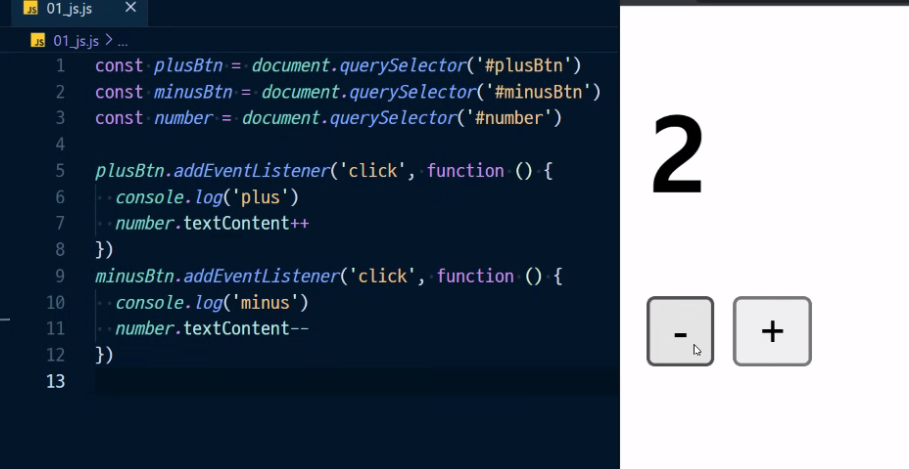 JS 01_js.js ×
JS 01_js.js > ...
1 const plusBtn = document.querySelector('#plusBtn')
2 const minusBtn = document.querySelector('#minusBtn')
3 const number = document.querySelector('#number')
4
5 plusBtn.addEventListener('click', function () {
6   console.log('plus')
7   number.textContent++
8 })
9 minusBtn.addEventListener('click', function () {
10   console.log('minus')
11   number.textContent--
12 })
13
2
- +